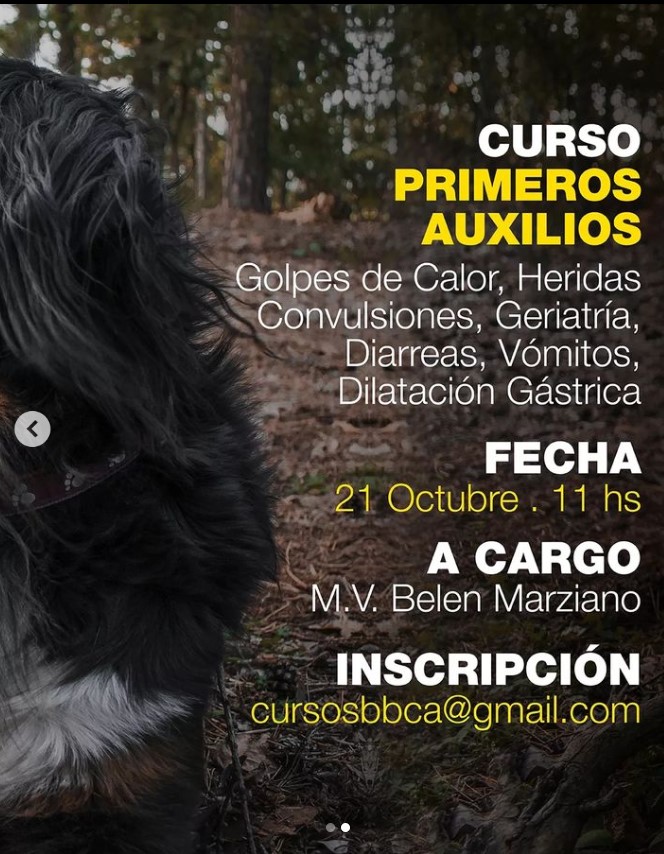 CURSO
PRIMEROS
AUXILIOS
Golpes de Calor, Heridas
Convulsiones, Geriatría,
Diarreas, Vómitos,
Dilatación Gástrica
FECHA
21 Octubre . 11 hs
A CARGO
M.V. Belen Marziano
INSCRIPCIÓN
cursosbbca@gmail.com